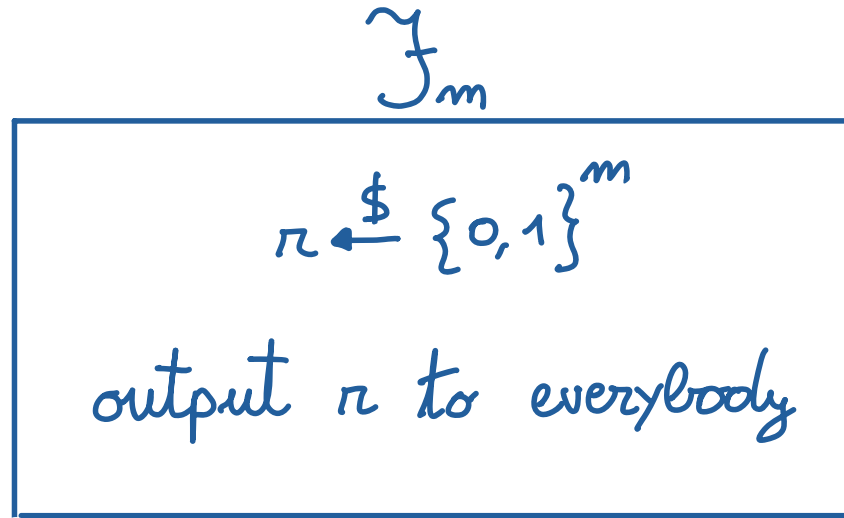 ℱₘ
r ←$ {0,1}ᵐ
output r to everybody